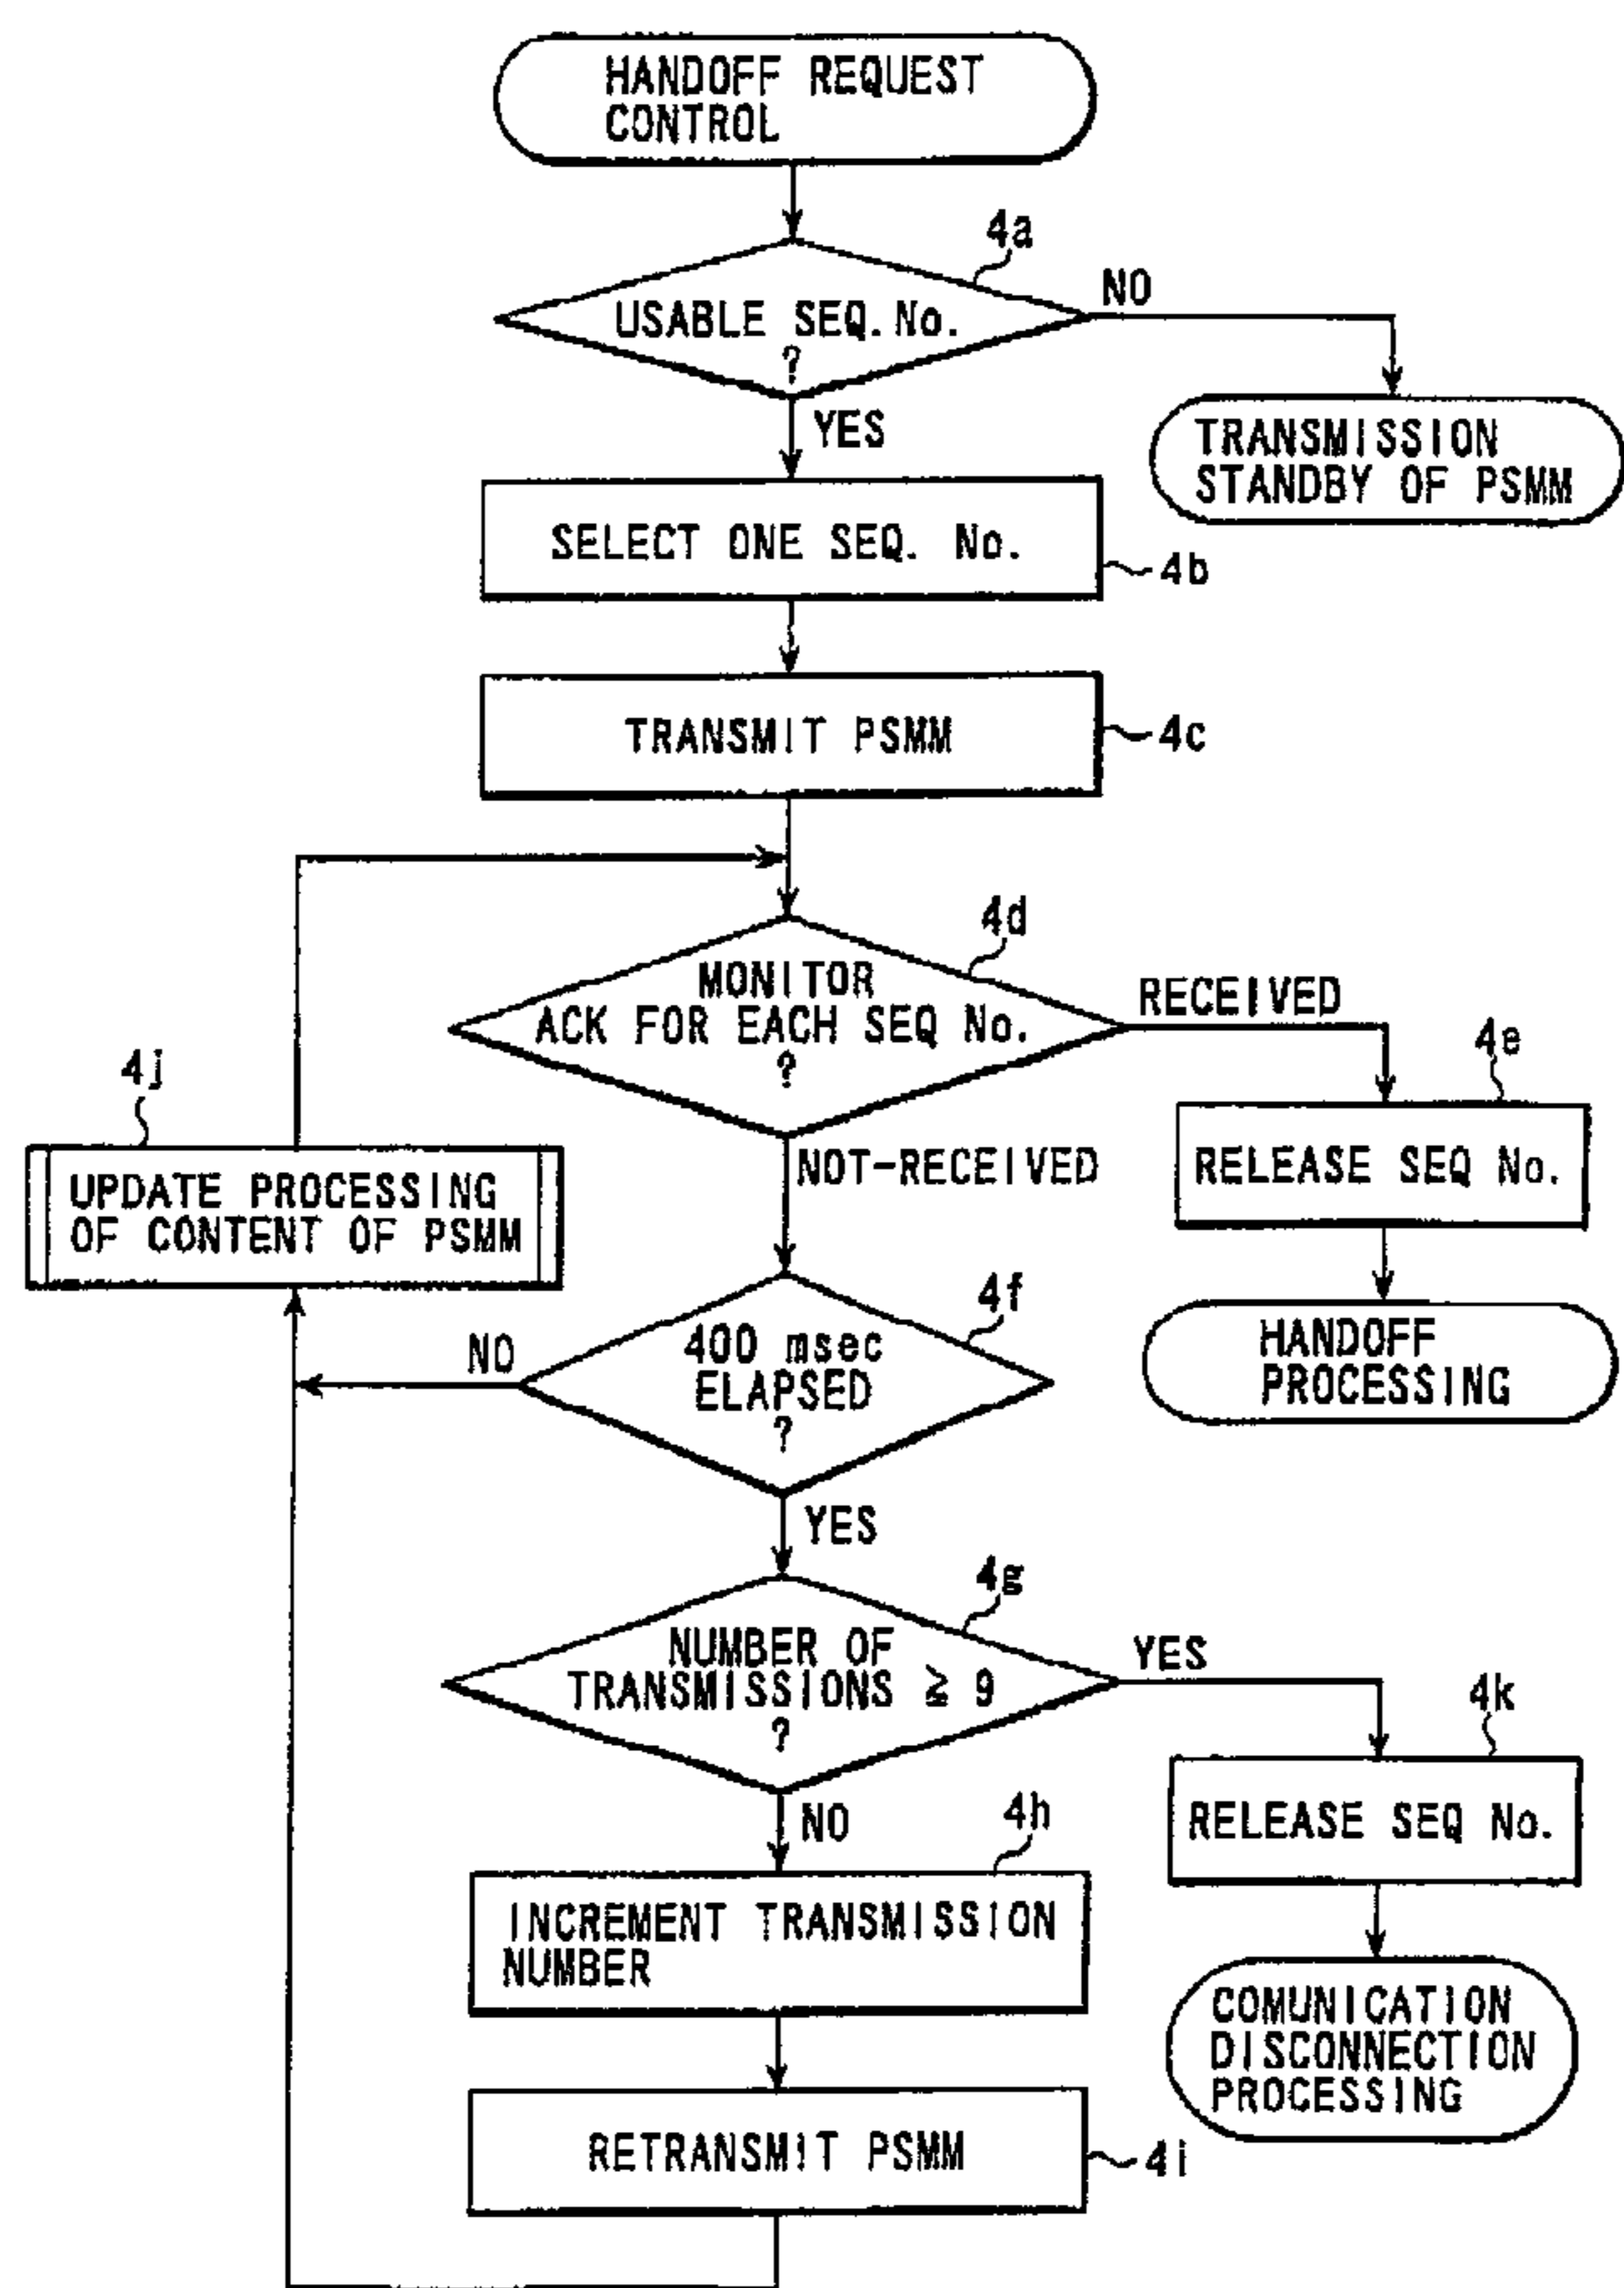 HANDOFF REQUEST
CONTROL
4a
USABLE SEQ. No.
?
NO
YES
TRANSMISSION
STANDBY OF PSMM
SELECT ONE SEQ. No.
4b
TRANSMIT PSMM
4c
4d
MONITOR
ACK FOR EACH SEQ No.
?
RECEIVED
4e
RELEASE SEQ No.
HANDOFF
PROCESSING
4j
UPDATE PROCESSING
OF CONTENT OF PSMM
NOT-RECEIVED
4f
400 msec
ELAPSED
?
NO
YES
4g
NUMBER OF
TRANSMISSIONS ≧ 9
?
YES
4k
RELEASE SEQ No.
COMUNICATION
DISCONNECTION
PROCESSING
NO
4h
INCREMENT TRANSMISSION
NUMBER
RETRANSMIT PSMM
4i